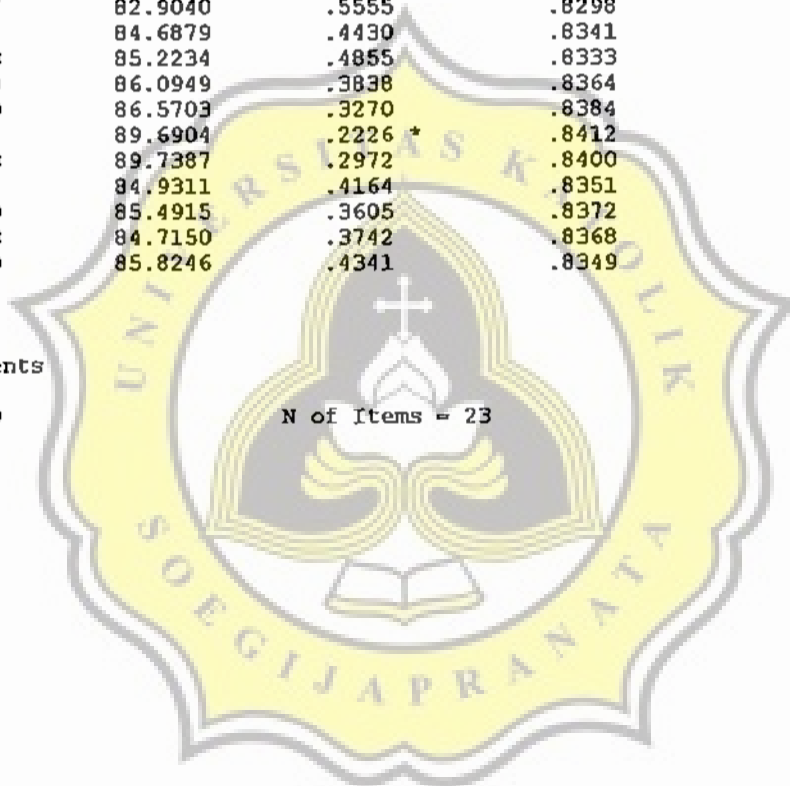 82.9040 .5555 .8298
84.6879 .4430 .8341
85.2234 .4855 .8333
86.0949 .3838 .8364
86.5703 .3270 .8384
89.6904 .2226 * .8412
89.7387 .2972 .8400
84.9311 .4164 .8351
85.4915 .3605 .8372
84.7150 .3742 .8368
85.8246 .4341 .8349
N of Items = 23
UNIVERSITAS KATOLIK
SOEGIJAPRANATA